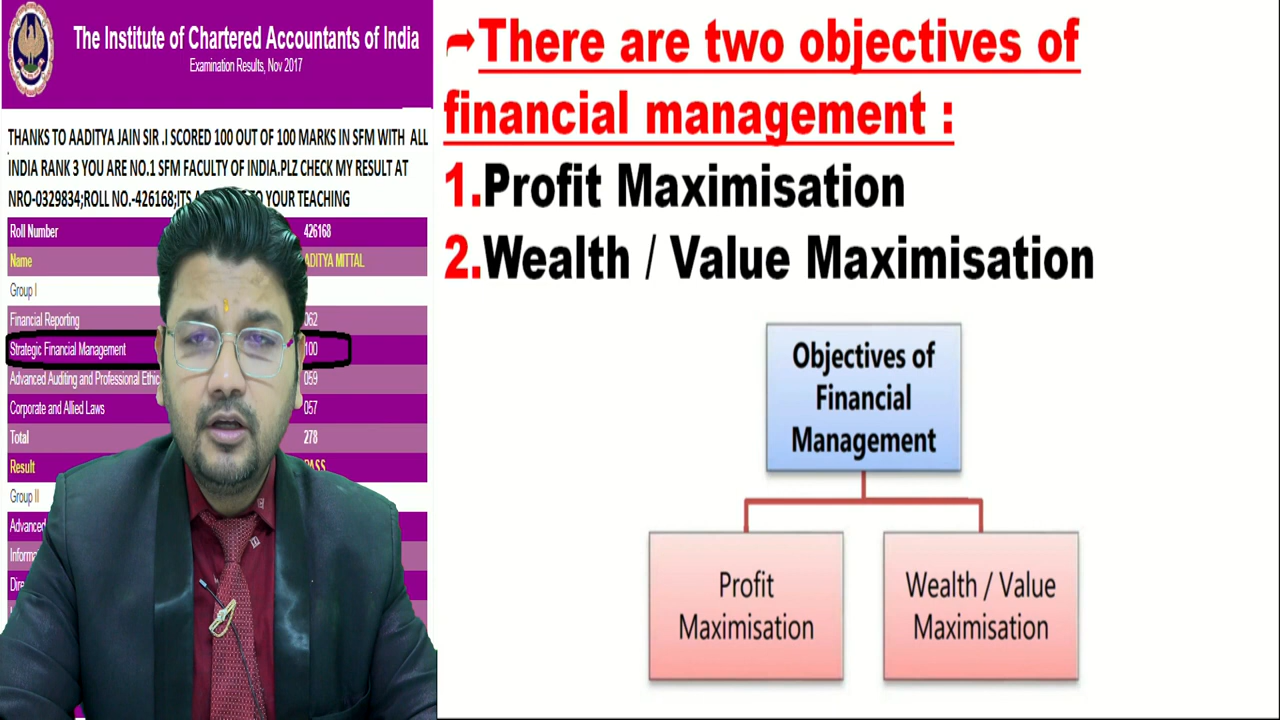 The Institute of Chartered Accountants of India
Examination Results, Nov 2017
THANKS TO AADITYA JAIN SIR .I SCORED 100 OUT OF 100 MARKS IN SFM WITH ALL
INDIA RANK 3 YOU ARE NO.1 SFM FACULTY OF INDIA.PLZ CHECK MY RESULT AT
NRO-0329834;ROLL NO.-426168;ITS A TO YOUR TEACHING
Roll Number 426168
Name ADITYA MITTAL
Group I
Financial Reporting 062
Strategic Financial Management 100
Advanced Auditing and Professional Ethic 059
Corporate and Allied Laws 057
Total 278
Result PASS
Group II
Advanced
➦There are two objectives of
financial management :
1.Profit Maximisation
2.Wealth / Value Maximisation
Objectives of
Financial
Management
Profit
Maximisation
Wealth / Value
Maximisation